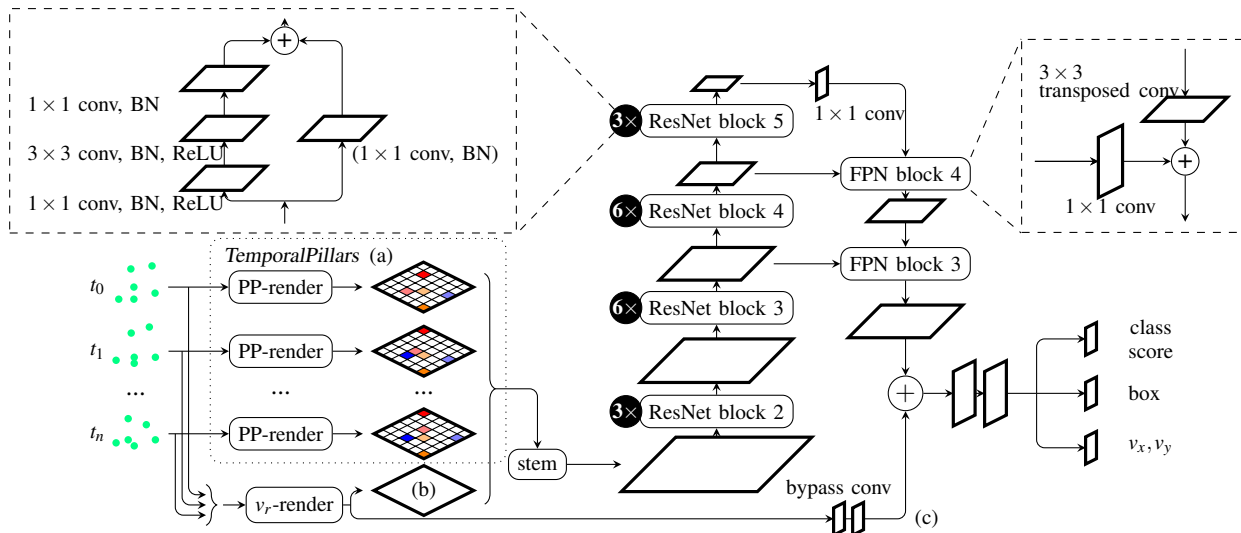 +
1 × 1 conv, BN
3 × 3 conv, BN, ReLU
(1 × 1 conv, BN)
1 × 1 conv, BN, ReLU
1 × 1 conv
3× ResNet block 5
6× ResNet block 4
6× ResNet block 3
3× ResNet block 2
FPN block 4
FPN block 3
3 × 3
transposed conv
+
1 × 1 conv
TemporalPillars (a)
t0 PP-render
t1 PP-render
... ... ...
tn PP-render
vr-render (b)
stem
bypass conv
(c)
+
class
score
box
vx, vy